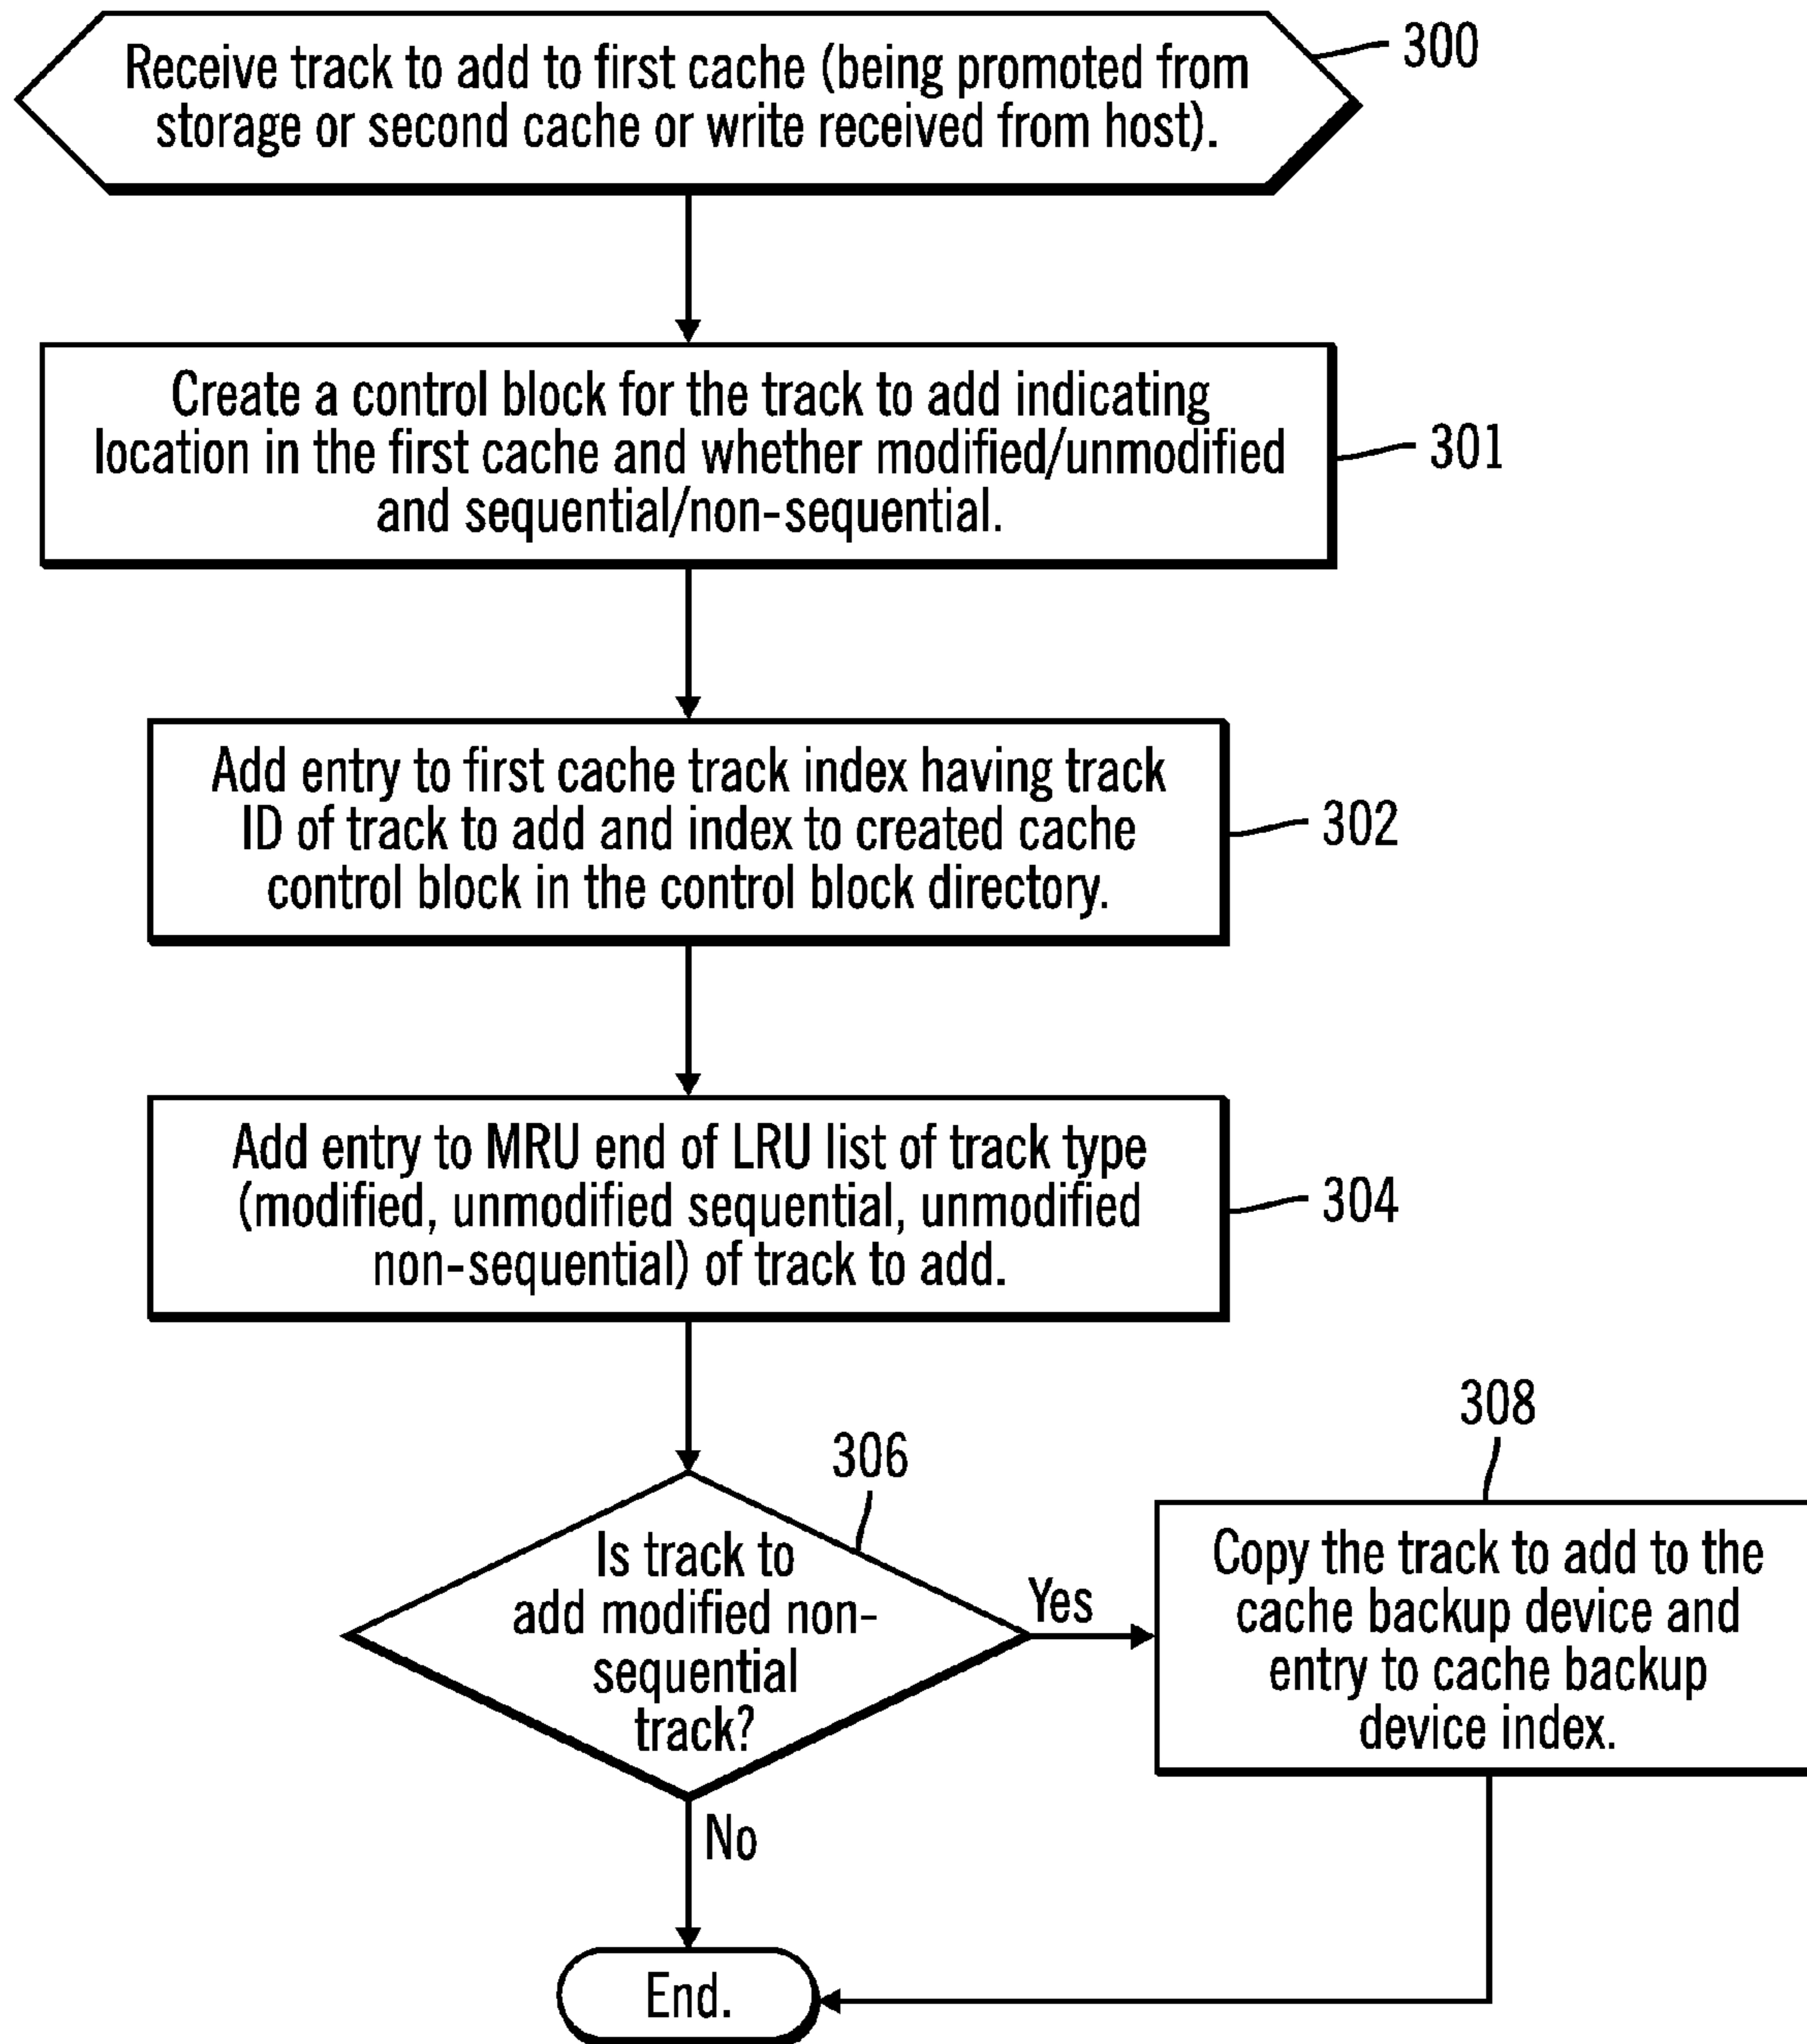 Receive track to add to first cache (being promoted from
storage or second cache or write received from host).
300
Create a control block for the track to add indicating
location in the first cache and whether modified/unmodified
and sequential/non-sequential.
301
Add entry to first cache track index having track
ID of track to add and index to created cache
control block in the control block directory.
302
Add entry to MRU end of LRU list of track type
(modified, unmodified sequential, unmodified
non-sequential) of track to add.
304
306
Is track to
add modified non-
sequential
track?
Yes
308
Copy the track to add to the
cache backup device and
entry to cache backup
device index.
No
End.